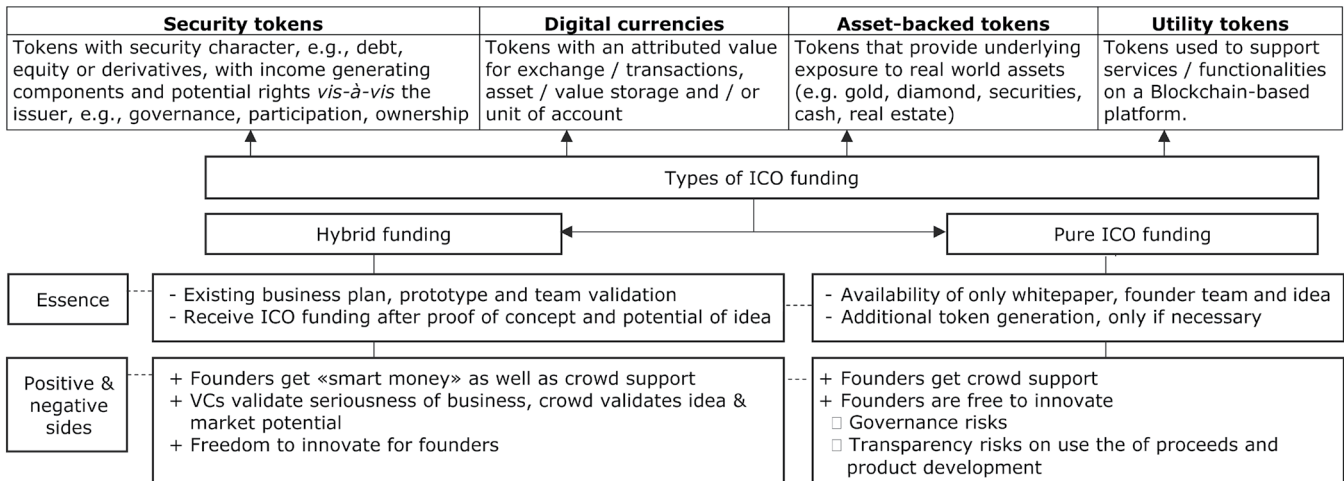 Security tokens
Tokens with security character, e.g., debt,
equity or derivatives, with income generating
components and potential rights vis-à-vis the
issuer, e.g., governance, participation, ownership
Digital currencies
Tokens with an attributed value
for exchange / transactions,
asset / value storage and / or
unit of account
Asset-backed tokens
Tokens that provide underlying
exposure to real world assets
(e.g. gold, diamond, securities,
cash, real estate)
Utility tokens
Tokens used to support
services / functionalities
on a Blockchain-based
platform.
Types of ICO funding
Hybrid funding
Pure ICO funding
Essence
- Existing business plan, prototype and team validation
- Receive ICO funding after proof of concept and potential of idea
- Availability of only whitepaper, founder team and idea
- Additional token generation, only if necessary
Positive &
negative
sides
+ Founders get «smart money» as well as crowd support
+ VCs validate seriousness of business, crowd validates idea &
market potential
+ Freedom to innovate for founders
+ Founders get crowd support
+ Founders are free to innovate
□ Governance risks
□ Transparency risks on use the of proceeds and
product development